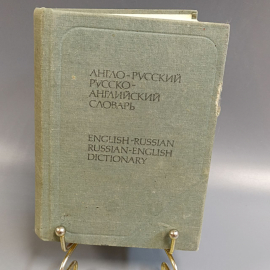 АНГЛО-РУССКИЙ
РУССКО-
АНГЛИЙСКИЙ
СЛОВАРЬ
ENGLISH-RUSSIAN
RUSSIAN-ENGLISH
DICTIONARY